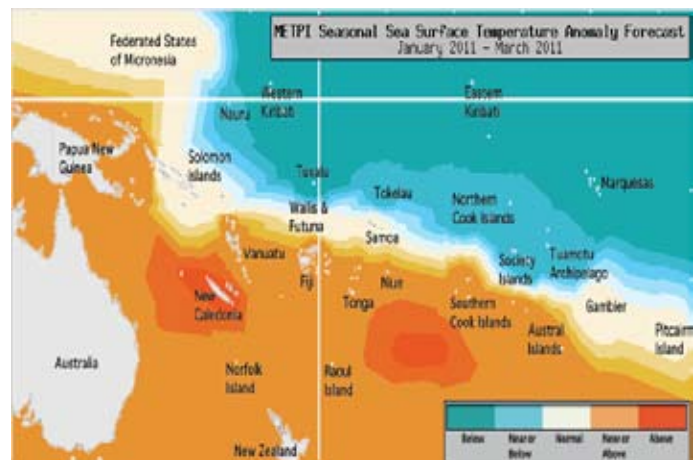 METPI Seasonal Sea Surface Temperature Anomaly Forecast
January 2011 – March 2011
Federated States
of Micronesia
Western
Kiribati
Eastern
Kiribati
Nauru
Papua New
Guinea
Solomon
Islands
Tuvalu
Tokelau
Northern
Cook Islands
Marquesas
Wallis &
Futuna
Samoa
Vanuatu
Fiji
Niue
Tonga
Society
Islands
Tuamotu
Archipelago
New
Caledonia
Southern
Cook Islands
Austral
Islands
Gambier
Pitcairn
Island
Australia
Norfolk
Island
Raoul
Island
New Zealand
Below
Near or
Below
Normal
Near or
Above
Above